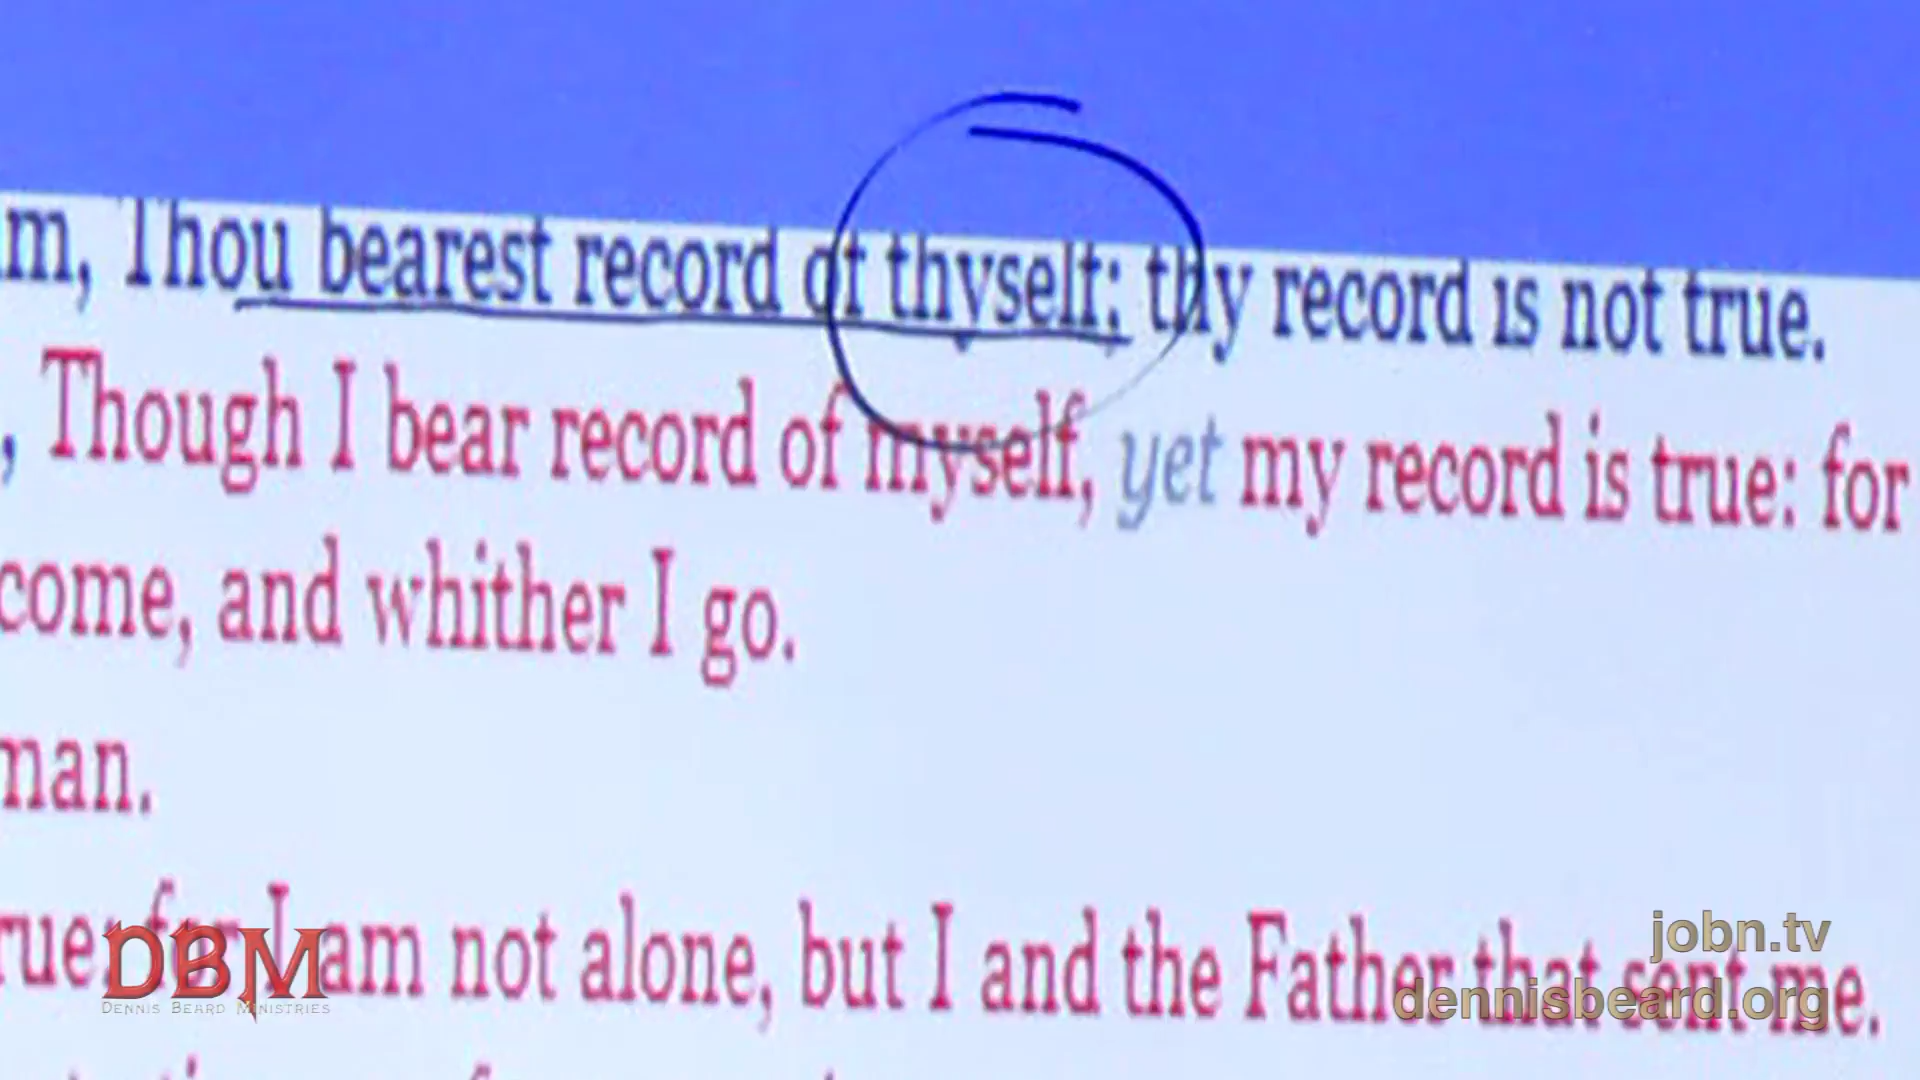 m, Thou bearest record of thyself; thy record is not true.
, Though I bear record of myself, yet my record is true: for
come, and whither I go.
man.
rue: for I am not alone, but I and the Father that sent me.
DBM
DENNIS BEARD MINISTRIES
jobn.tv
dennisbeard.org